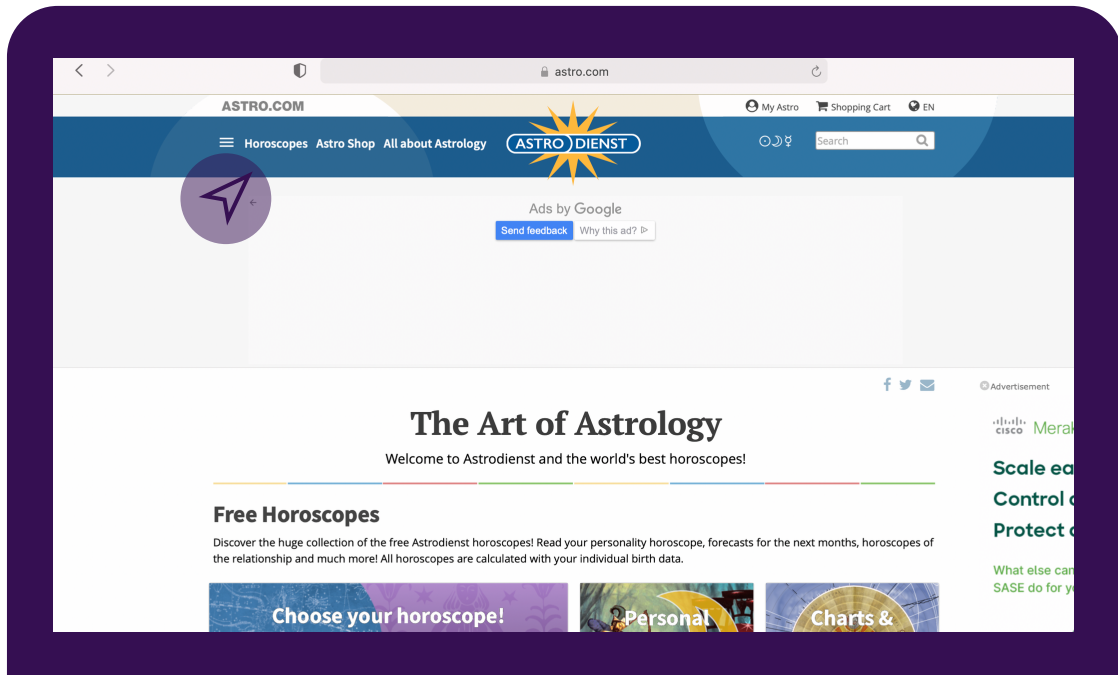 astro.com
ASTRO.COM
My Astro Shopping Cart EN
Horoscopes Astro Shop All about Astrology
ASTRO DIENST
Search
Ads by Google
Send feedback Why this ad?
Advertisement
The Art of Astrology
Welcome to Astrodienst and the world's best horoscopes!
cisco Merak
Scale ea
Control
Protect
Free Horoscopes
Discover the huge collection of the free Astrodienst horoscopes! Read your personality horoscope, forecasts for the next months, horoscopes of
the relationship and much more! All horoscopes are calculated with your individual birth data.
What else can
SASE do for
Choose your horoscope!
Personal
Charts &